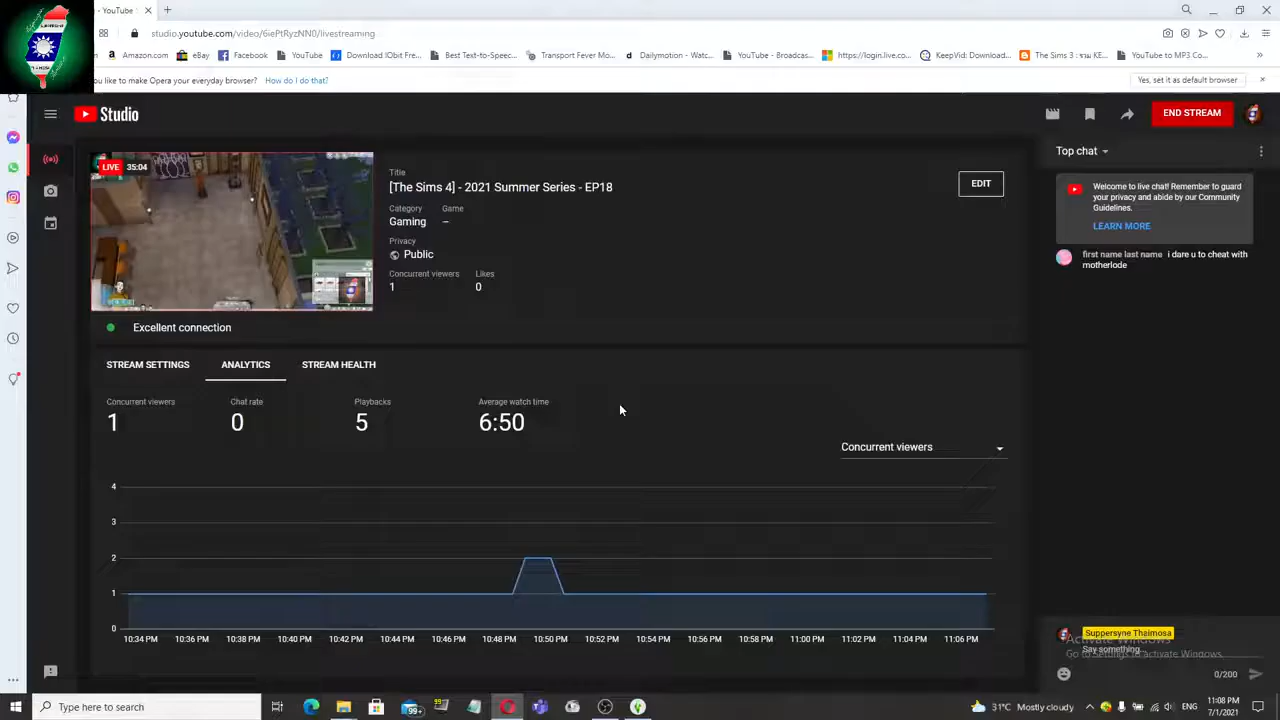 - YouTube
studio.youtube.com/video/6iePtRyzNN0/livestreaming
Amazon.com
eBay
Facebook
YouTube
Download IObit Fre...
Best Text-to-Speec...
Transport Fever Mo...
Dailymotion - Watc...
https://login.live.co...
KeepVid: Download...
YouTube to MP3 Co...
you to make Opera your everyday browser?
How do I do that?
Yes, set it as default browser
Studio
END STREAM
LIVE 35:04
Title
[The Sims 4] - 2021 Summer Series - EP18
EDIT
Category
Game
Gaming
–
Privacy
Public
Concurrent viewers
Likes
1
0
Excellent connection
Top chat
Welcome to live chat! Remember to guard
your privacy and abide by our Community
Guidelines.
LEARN MORE
first name last name i dare u to cheat with
motherlode
STREAM SETTINGS
ANALYTICS
STREAM HEALTH
Concurrent viewers
Chat rate
Playbacks
Average watch time
1
0
5
6:50
Concurrent viewers
4
3
2
1
0
10:34 PM
10:36 PM
10:38 PM
10:40 PM
10:42 PM
10:44 PM
10:46 PM
10:48 PM
10:50 PM
10:52 PM
10:54 PM
10:56 PM
10:58 PM
11:00 PM
11:02 PM
11:04 PM
11:06 PM
Suppersyne Thaimosa
Activate Windows
Say something...
Go to Settings to activate Windows.
0/200
Type here to search
99+
31°C Mostly cloudy
11:08 PM
7/1/2021